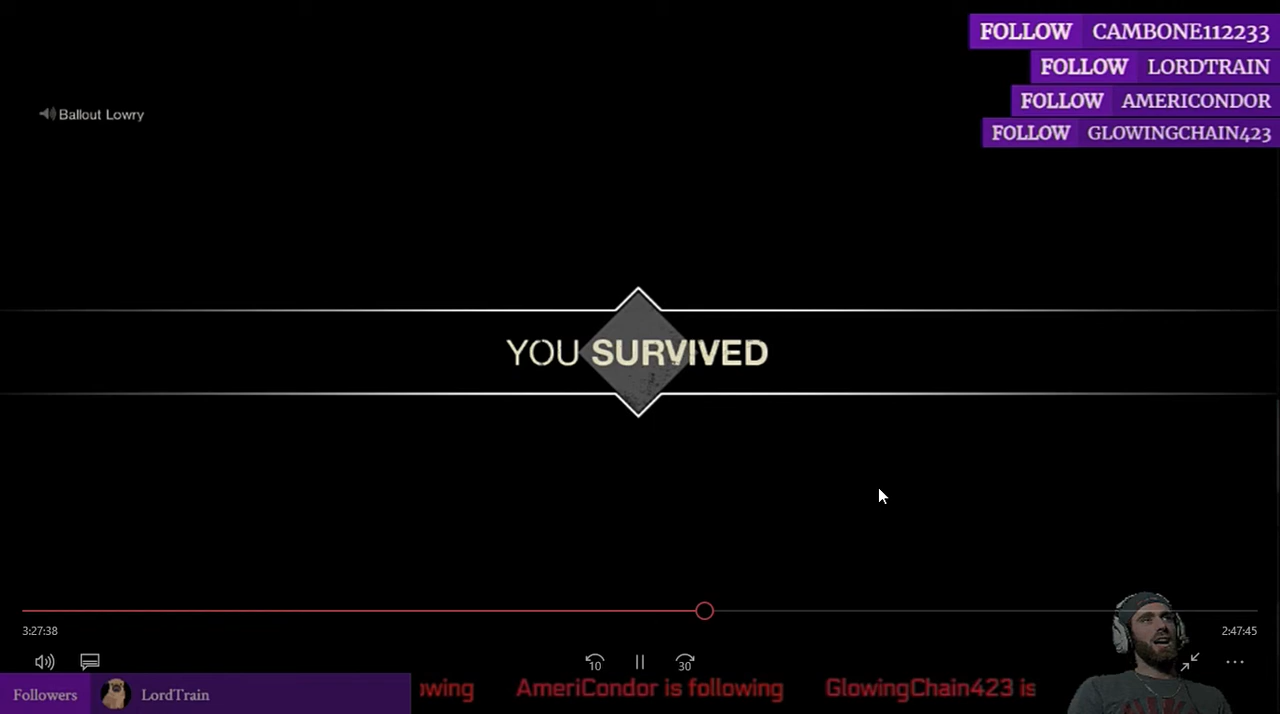 FOLLOW CAMBONE112233
FOLLOW LORDTRAIN
FOLLOW AMERICONDOR
FOLLOW GLOWINGCHAIN423
Ballout Lowry
YOU SURVIVED
3:27:38
2:47:45
10
30
Followers LordTrain
owing AmeriCondor is following GlowingChain423 is